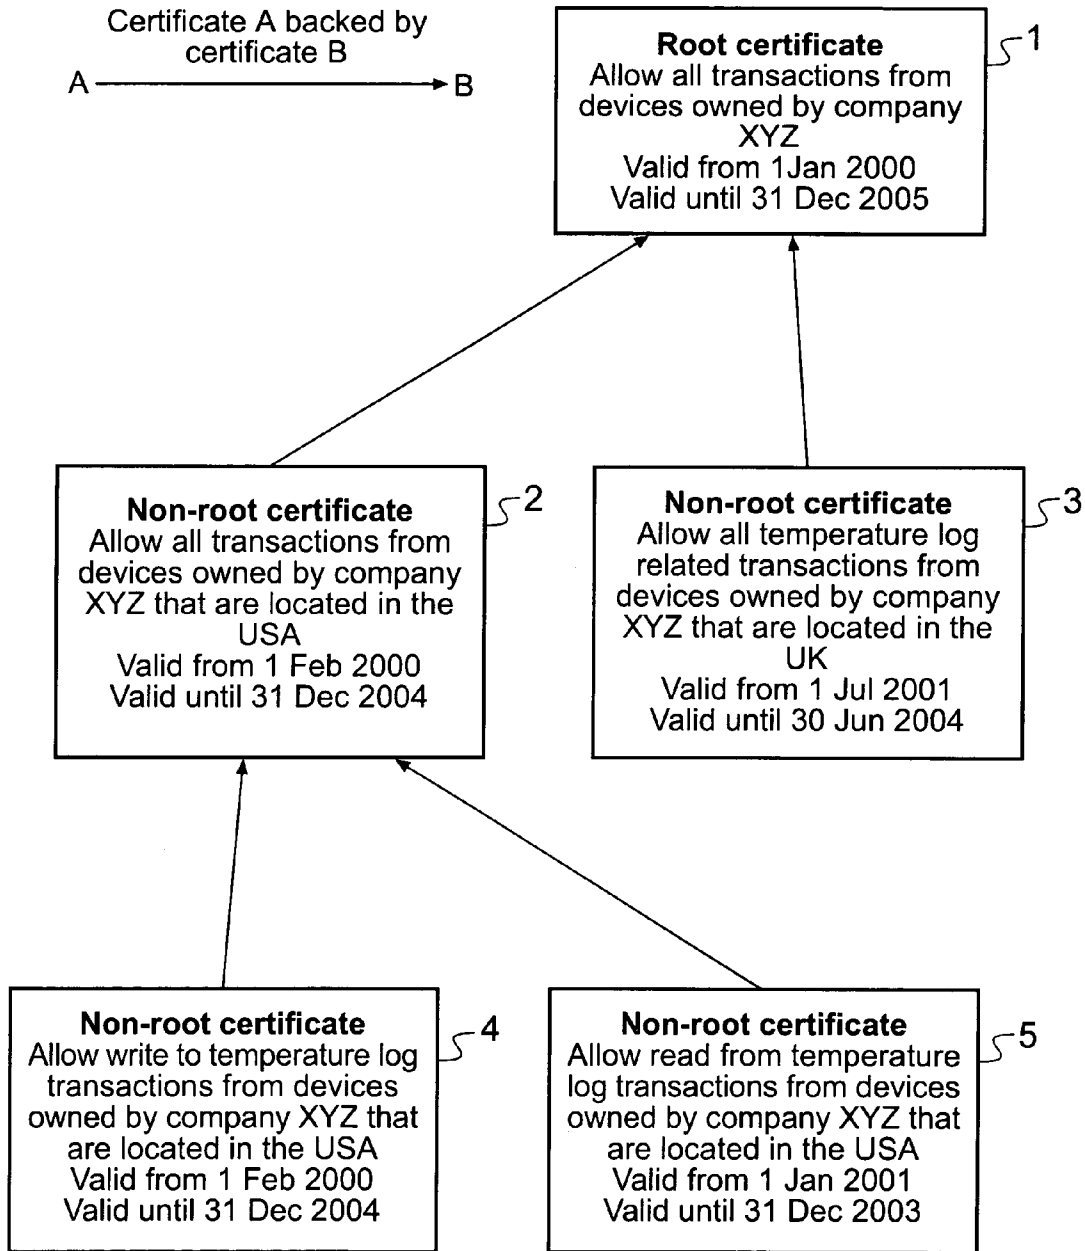 Certificate A backed by
certificate B
A B
Root certificate
Allow all transactions from
devices owned by company
XYZ
Valid from 1Jan 2000
Valid until 31 Dec 2005
1
Non-root certificate
Allow all transactions from
devices owned by company
XYZ that are located in the
USA
Valid from 1 Feb 2000
Valid until 31 Dec 2004
2
Non-root certificate
Allow all temperature log
related transactions from
devices owned by company
XYZ that are located in the
UK
Valid from 1 Jul 2001
Valid until 30 Jun 2004
3
Non-root certificate
Allow write to temperature log
transactions from devices
owned by company XYZ that
are located in the USA
Valid from 1 Feb 2000
Valid until 31 Dec 2004
4
Non-root certificate
Allow read from temperature
log transactions from devices
owned by company XYZ that
are located in the USA
Valid from 1 Jan 2001
Valid until 31 Dec 2003
5